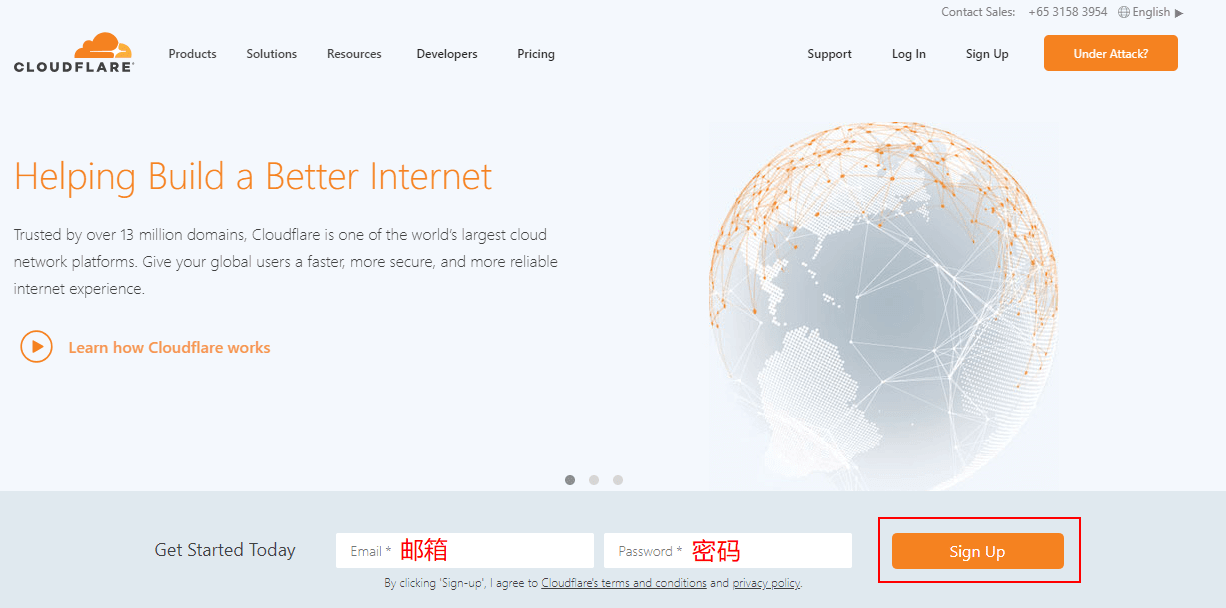 Contact Sales: +65 3158 3954 English ▶
CLOUDFLARE Products Solutions Resources Developers Pricing Support Log In Sign Up Under Attack?
Helping Build a Better Internet
Trusted by over 13 million domains, Cloudflare is one of the world's largest cloud
network platforms. Give your global users a faster, more secure, and more reliable
internet experience.
Learn how Cloudflare works
Get Started Today Email * 邮箱 Password * 密码 Sign Up
By clicking 'Sign-up', I agree to Cloudflare's terms and conditions and privacy policy.